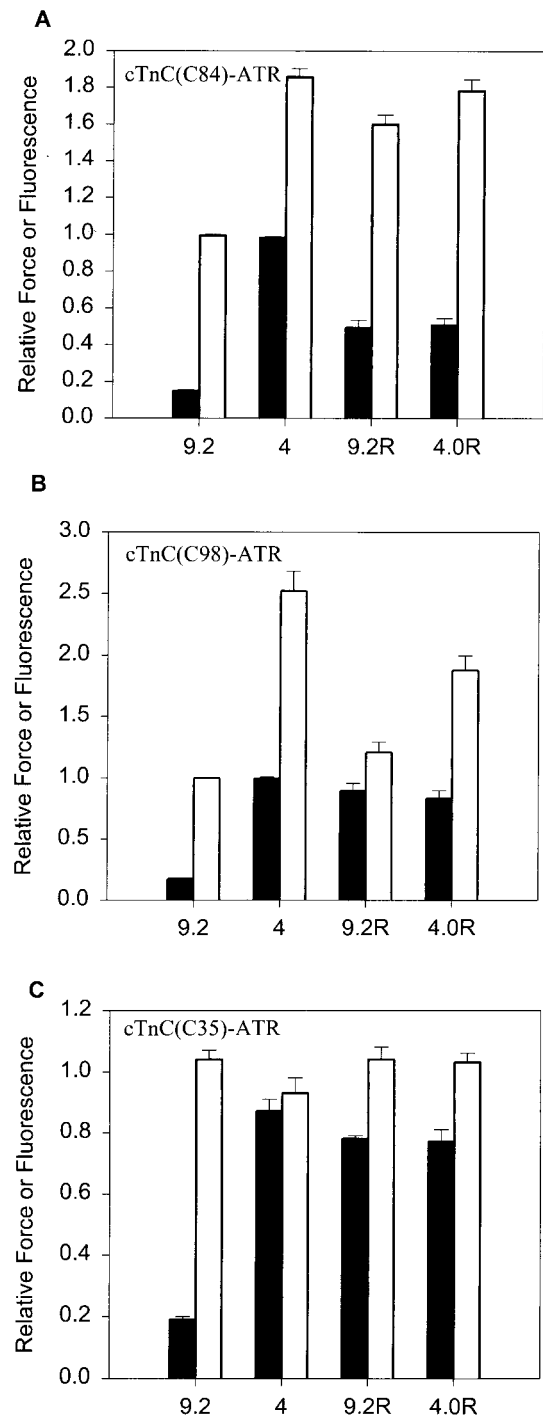 A
cTnC(C84)-ATR
Relative Force or Fluorescence
2.0
1.8
1.6
1.4
1.2
1.0
0.8
0.6
0.4
0.2
0.0
9.2 4 9.2R 4.0R
B
cTnC(C98)-ATR
Relative Force or Fluorescence
3.0
2.5
2.0
1.5
1.0
0.5
0.0
9.2 4 9.2R 4.0R
C
cTnC(C35)-ATR
Relative Force or Fluorescence
1.2
1.0
0.8
0.6
0.4
0.2
0.0
9.2 4 9.2R 4.0R